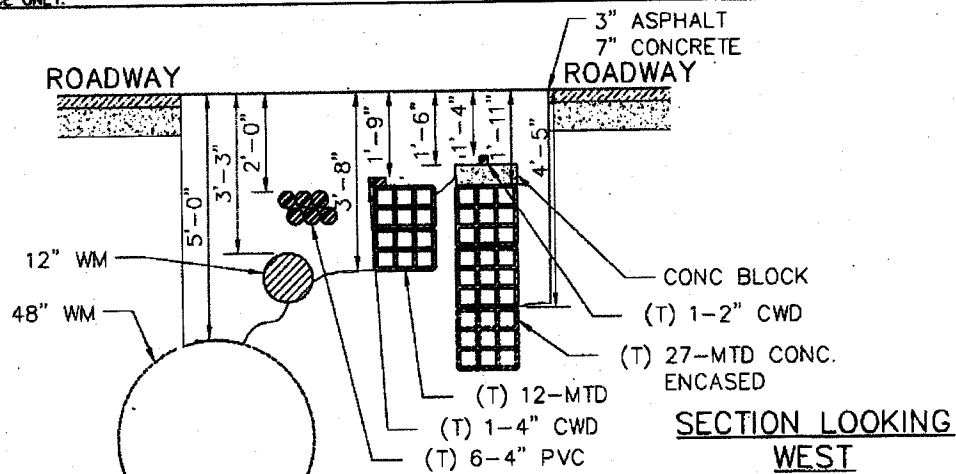 3" ASPHALT
7" CONCRETE
ROADWAY
ROADWAY
5'-0"
3'-3"
2'-0"
3'-8"
1'-9"
1'-6"
1'-4"
1'-11"
4'-5"
12" WM
48" WM
CONC BLOCK
(T) 1-2" CWD
(T) 27-MTD CONC.
ENCASED
(T) 12-MTD
(T) 1-4" CWD
(T) 6-4" PVC
SECTION LOOKING
WEST